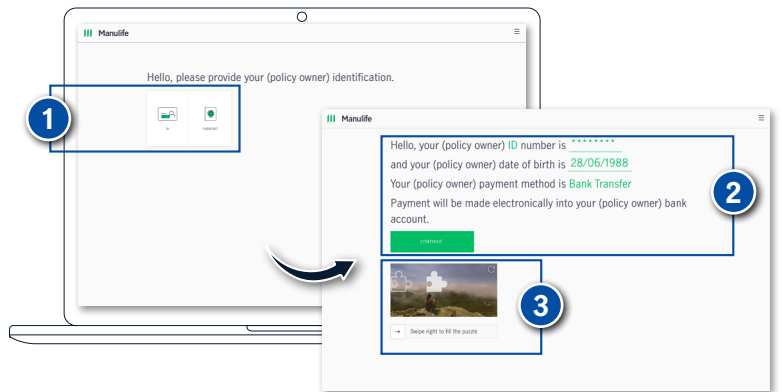 Manulife
Hello, please provide your (policy owner) identification.
1
ID
PASSPORT
Manulife
Hello, your (policy owner) ID number is ********
and your (policy owner) date of birth is 28/06/1988
Your (policy owner) payment method is Bank Transfer
Payment will be made electronically into your (policy owner) bank
account.
CONTINUE
2
Swipe right to fill the puzzle
3